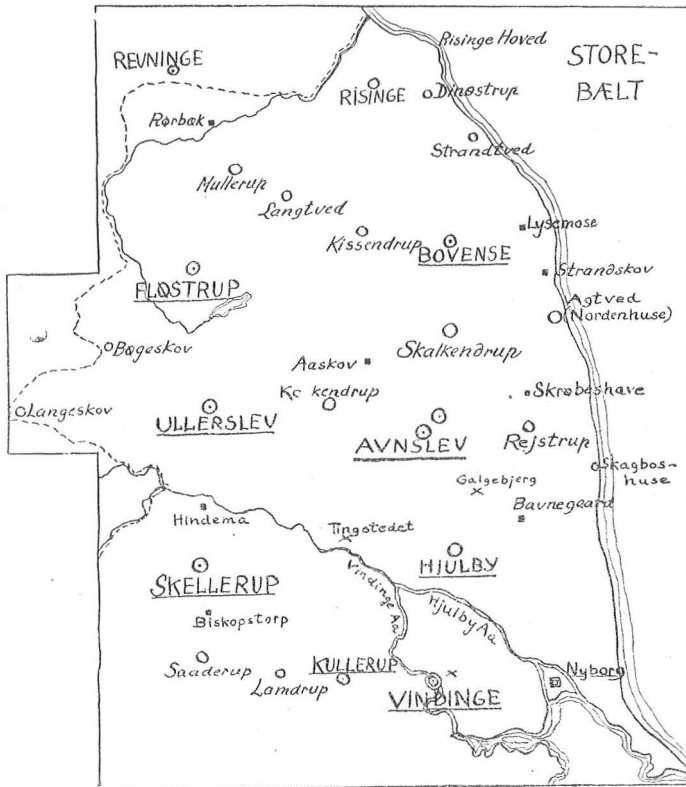 Risinge Hoved
STORE-
BÆLT
REVNINGE
RISINGE
Dinestrup
Rørbæk
Strandtved
Mullerup
Langtved
Kissendrup
Lysemose
BOVENSE
Strandskov
FLØSTRUP
Agtved
(Nordenhuse)
Bøgeskov
Skalkendrup
Aaskov
Skrøbeshave
Langeskov
ULLERSLEV
AVNSLEV
Rejstrup
Skagbos-
huse
Galgebjerg
Bavnegaard
Hindema
Tingstedet
HJULBY
Vindinge Aa
SKELLERUP
Hjulby Aa
Biskopstorp
Saaderup
Lamdrup
KULLERUP
Nyborg
VINDINGE